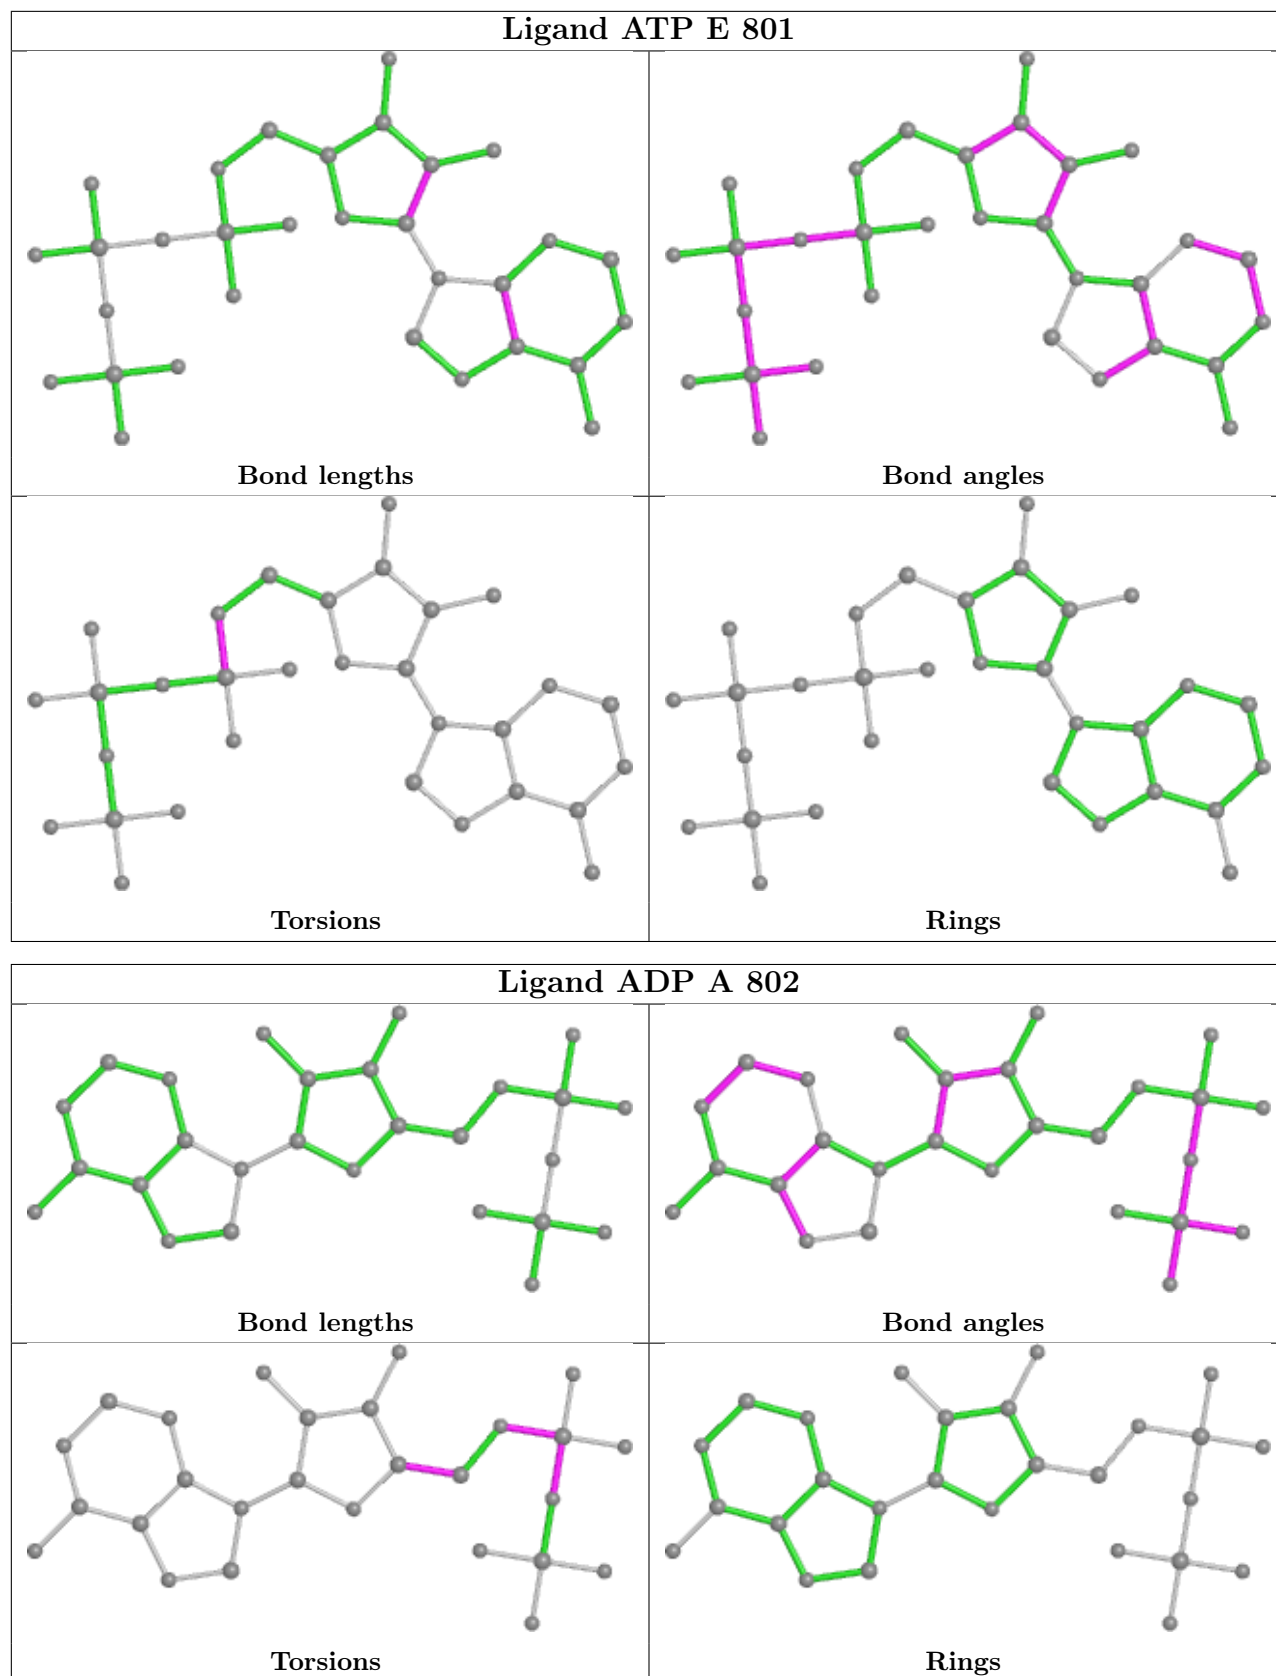 Ligand ATP E 801
Bond lengths
Bond angles
Torsions
Rings
Ligand ADP A 802
Bond lengths
Bond angles
Torsions
Rings